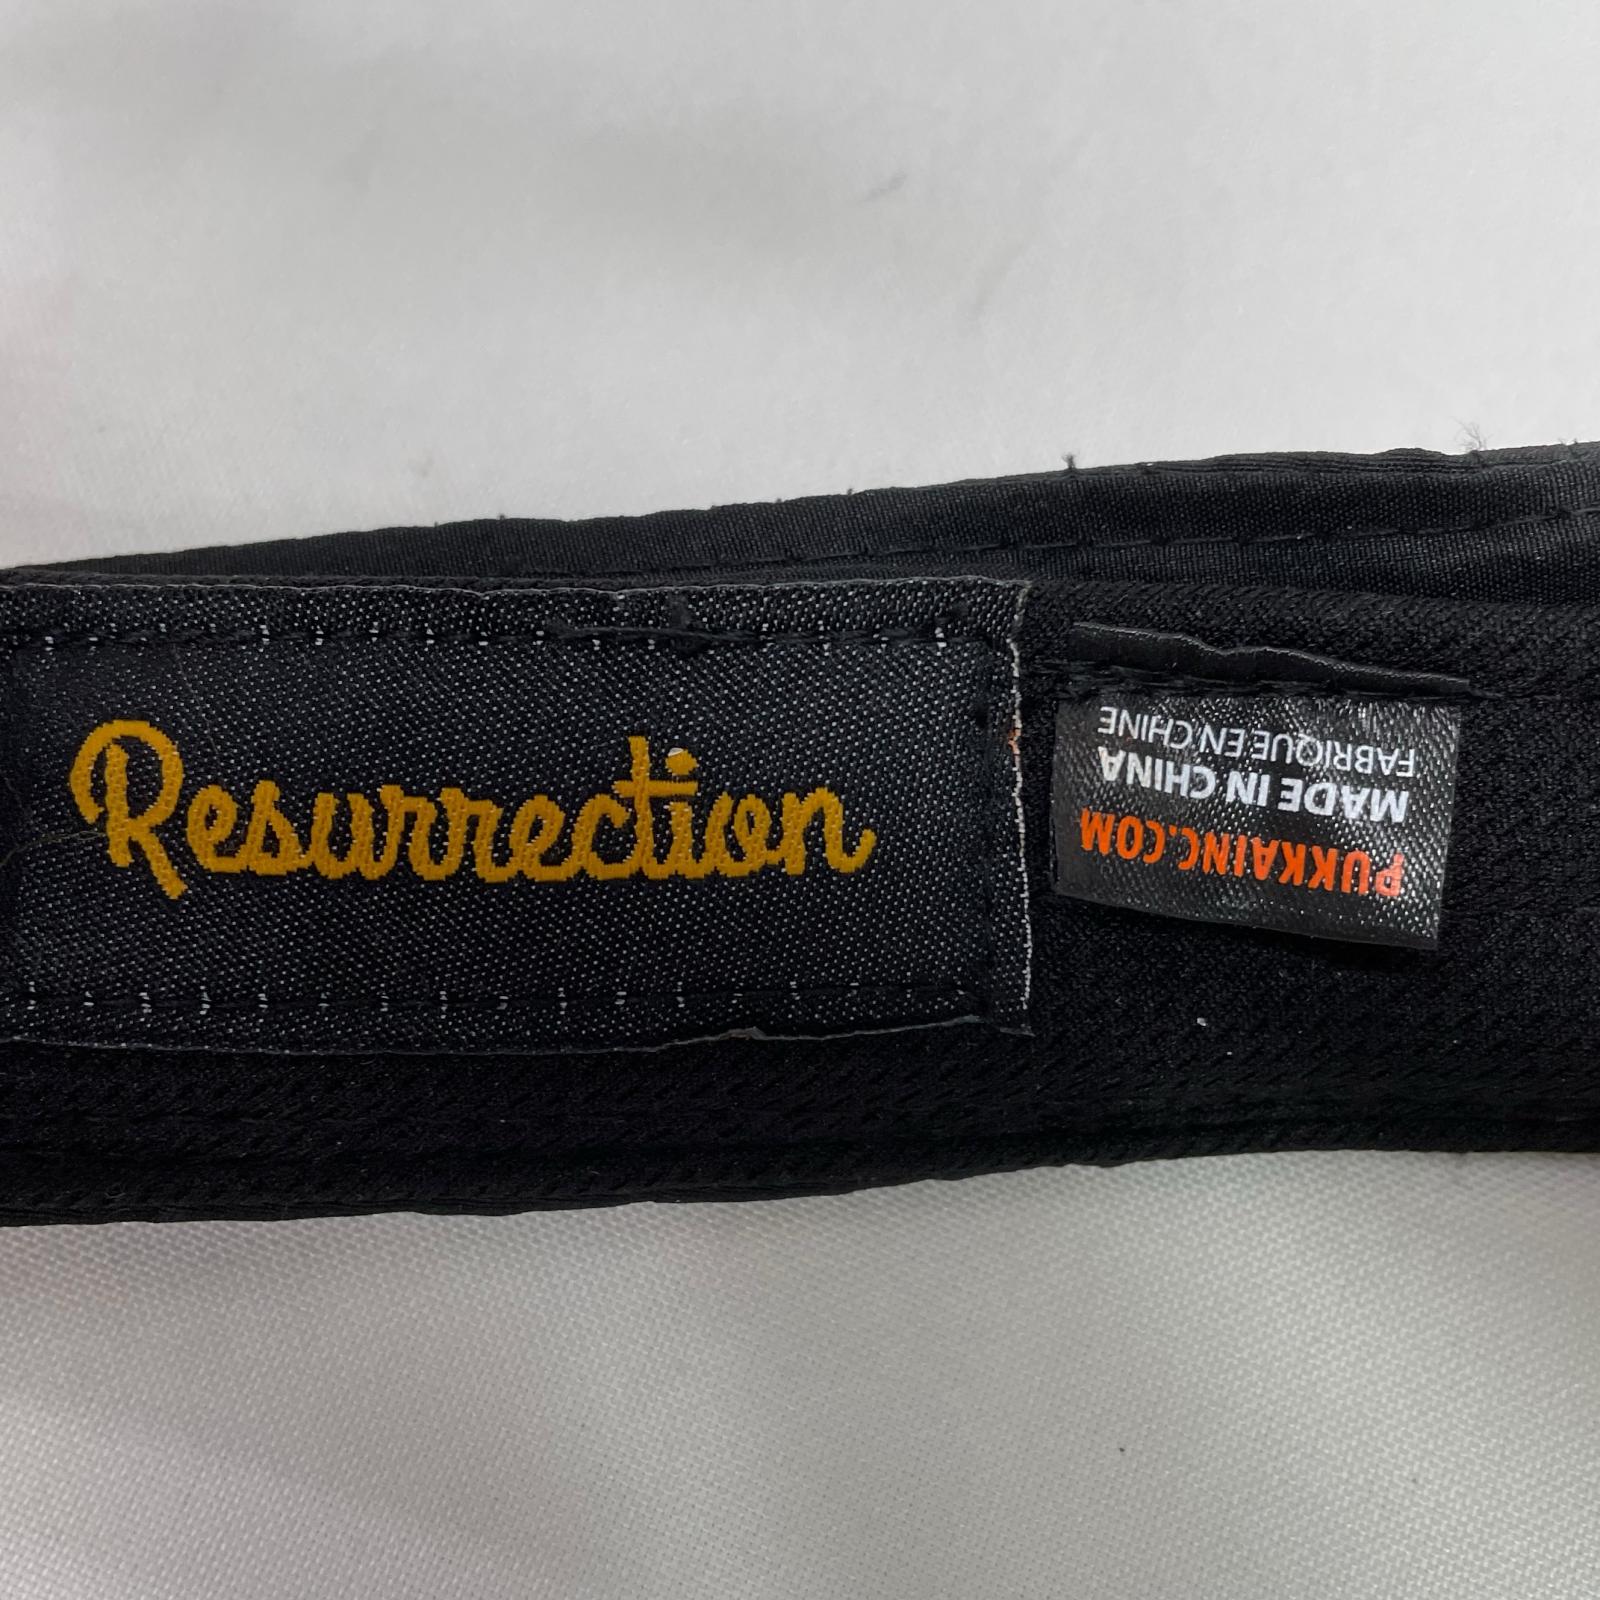 Resurrection
PUKKAINC.COM
MADE IN CHINA
FABRIQUE EN CHINE